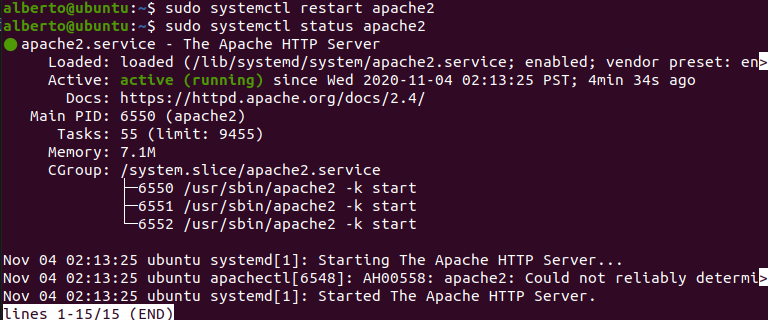 alberto@ubuntu:~$ sudo systemctl restart apache2
alberto@ubuntu:~$ sudo systemctl status apache2
● apache2.service - The Apache HTTP Server
     Loaded: loaded (/lib/systemd/system/apache2.service; enabled; vendor preset: en>
     Active: active (running) since Wed 2020-11-04 02:13:25 PST; 4min 34s ago
       Docs: https://httpd.apache.org/docs/2.4/
   Main PID: 6550 (apache2)
      Tasks: 55 (limit: 9455)
     Memory: 7.1M
     CGroup: /system.slice/apache2.service
             ├─6550 /usr/sbin/apache2 -k start
             ├─6551 /usr/sbin/apache2 -k start
             └─6552 /usr/sbin/apache2 -k start
Nov 04 02:13:25 ubuntu systemd[1]: Starting The Apache HTTP Server...
Nov 04 02:13:25 ubuntu apachectl[6548]: AH00558: apache2: Could not reliably determi>
Nov 04 02:13:25 ubuntu systemd[1]: Started The Apache HTTP Server.
lines 1-15/15 (END)